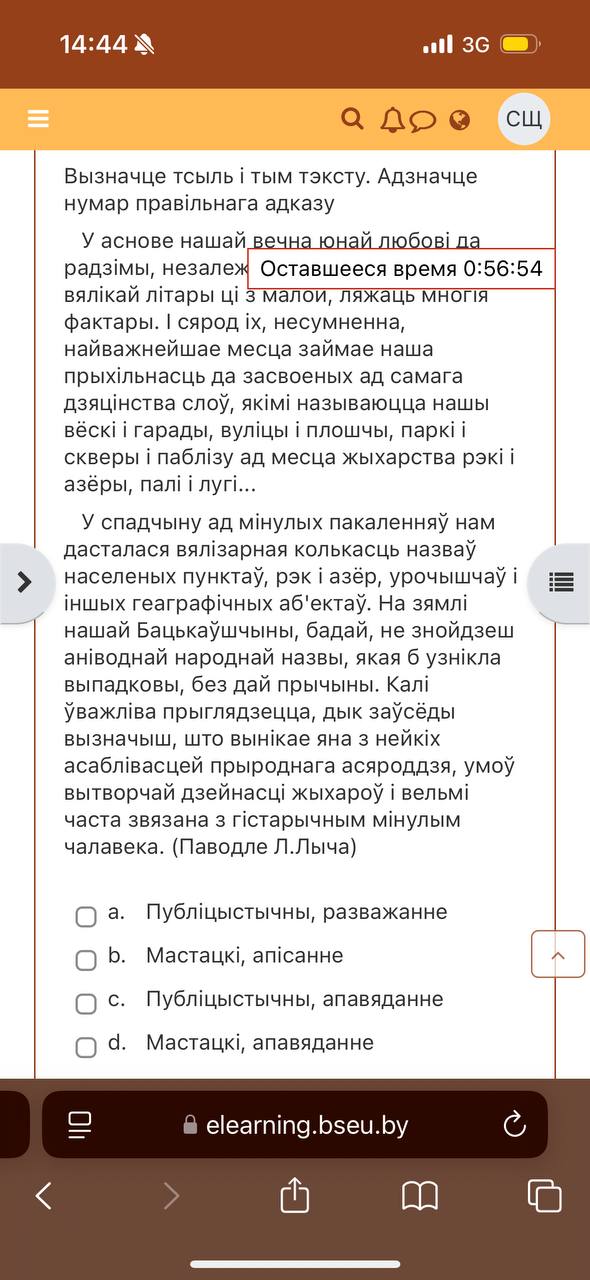 14:44
3G
СЩ
Вызначце тсыль і тым тэксту. Адзначце
нумар правільнага адказу
У аснове нашай вечна юнай любові да
радзімы, незалеж
Оставшееся время 0:56:54
вялікай літары ці з малой, ляжаць многія
фактары. І сярод іх, несумненна,
найважнейшае месца займае наша
прыхільнасць да засвоеных ад самага
дзяцінства слоў, якімі называюцца нашы
вёскі і гарады, вуліцы і плошчы, паркі і
скверы і паблізу ад месца жыхарства рэкі і
азёры, палі і лугі...
У спадчыну ад мінулых пакаленняў нам
дасталася вялізарная колькасць назваў
населеных пунктаў, рэк і азёр, урочышчаў і
іншых геаграфічных аб'ектаў. На зямлі
нашай Бацькаўшчыны, бадай, не знойдзеш
аніводнай народнай назвы, якая б узнікла
выпадковы, без дай прычыны. Калі
ўважліва прыглядзецца, дык заўсёды
вызначыш, што вынікае яна з нейкіх
асаблівасцей прыроднага асяроддзя, умоў
вытворчай дзейнасці жыхароў і вельмі
часта звязана з гістарычным мінулым
чалавека. (Паводле Л.Лыча)
a. Публіцыстычны, разважанне
b. Мастацкі, апісанне
c. Публіцыстычны, апавяданне
d. Мастацкі, апавяданне
elearning.bseu.by